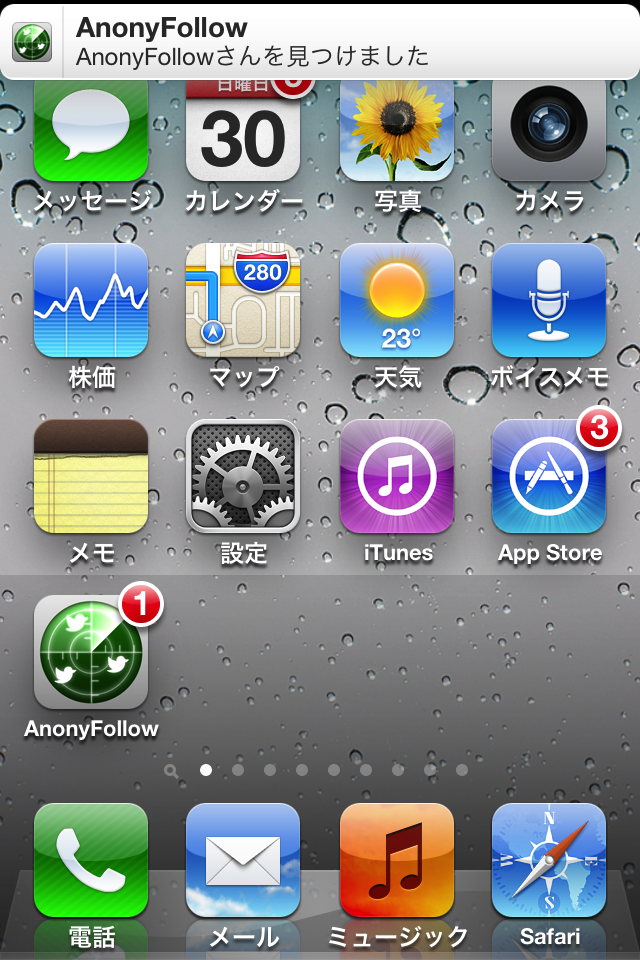 AnonyFollow
AnonyFollowさんを見つけました
日曜日
30
メッセージ
カレンダー
写真
カメラ
280
23°
株価
マップ
天気
ボイスメモ
3
メモ
設定
iTunes
App Store
1
AnonyFollow
N
S
電話
メール
ミュージック
Safari